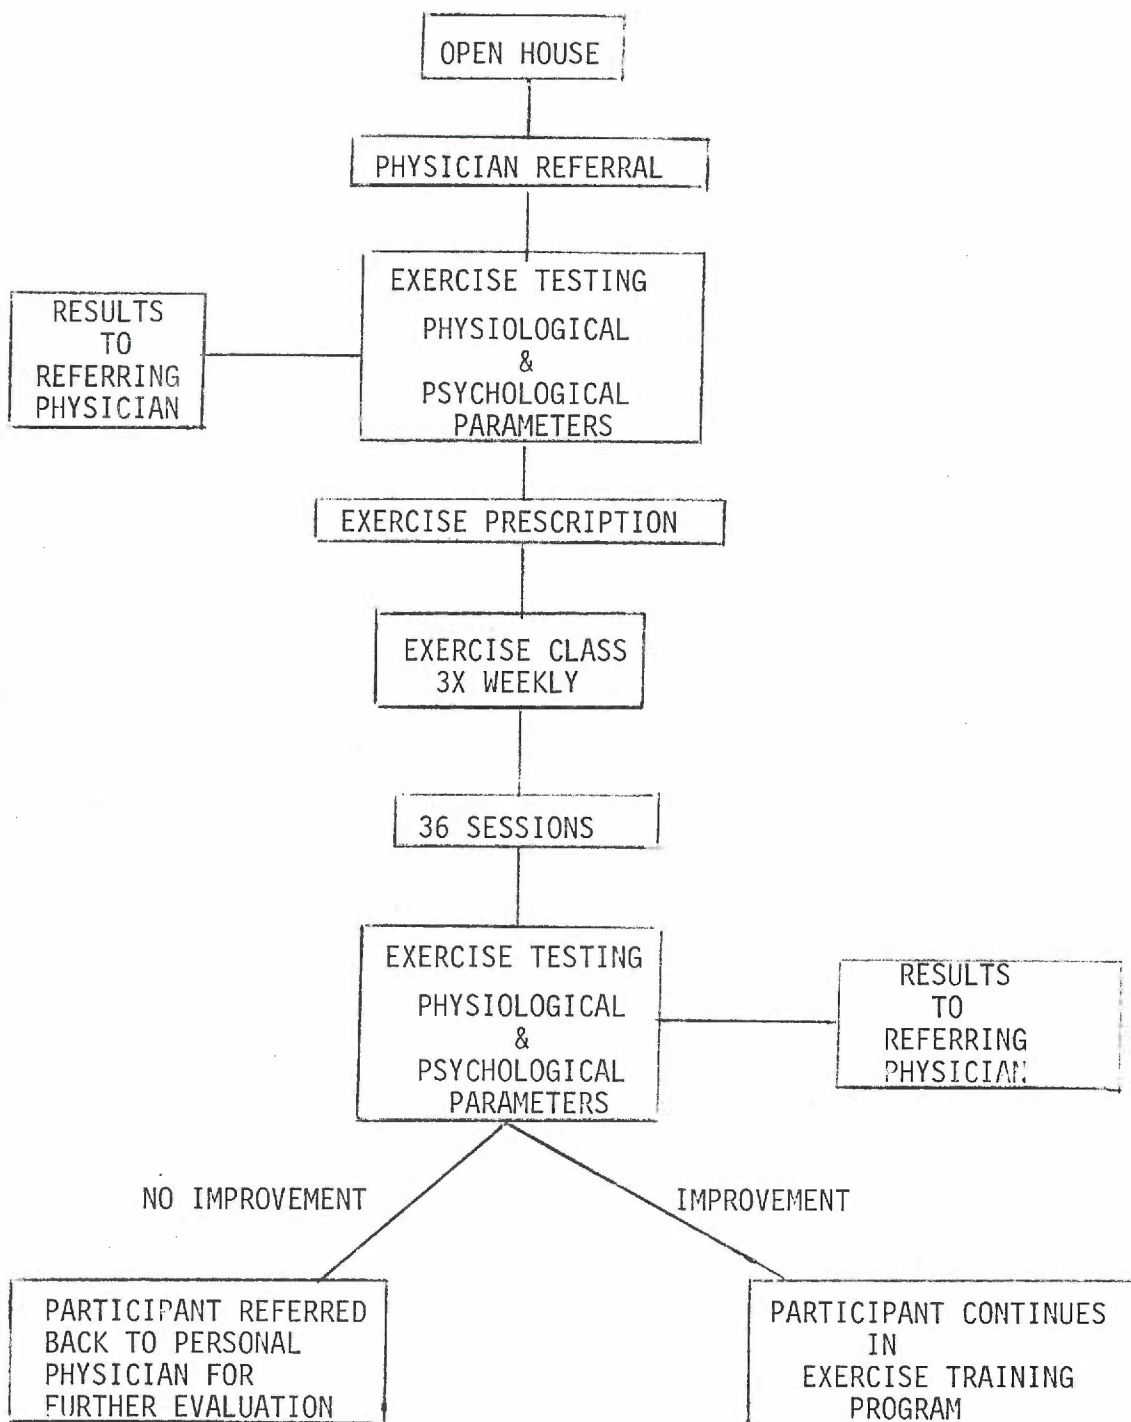 OPEN HOUSE
PHYSICIAN REFERRAL
EXERCISE TESTING
PHYSIOLOGICAL
&
PSYCHOLOGICAL
PARAMETERS
RESULTS
TO
REFERRING
PHYSICIAN
EXERCISE PRESCRIPTION
EXERCISE CLASS
3X WEEKLY
36 SESSIONS
EXERCISE TESTING
PHYSIOLOGICAL
&
PSYCHOLOGICAL
PARAMETERS
RESULTS
TO
REFERRING
PHYSICIAN
NO IMPROVEMENT
IMPROVEMENT
PARTICIPANT REFERRED
BACK TO PERSONAL
PHYSICIAN FOR
FURTHER EVALUATION
PARTICIPANT CONTINUES
IN
EXERCISE TRAINING
PROGRAM